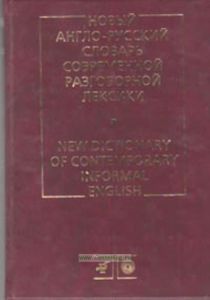 НОВЫЙ
АНГЛО-РУССКИЙ
СЛОВАРЬ
СОВРЕМЕННОЙ
РАЗГОВОРНОЙ
ЛЕКСИКИ
NEW DICTIONARY
OF CONTEMPORARY
INFORMAL
ENGLISH